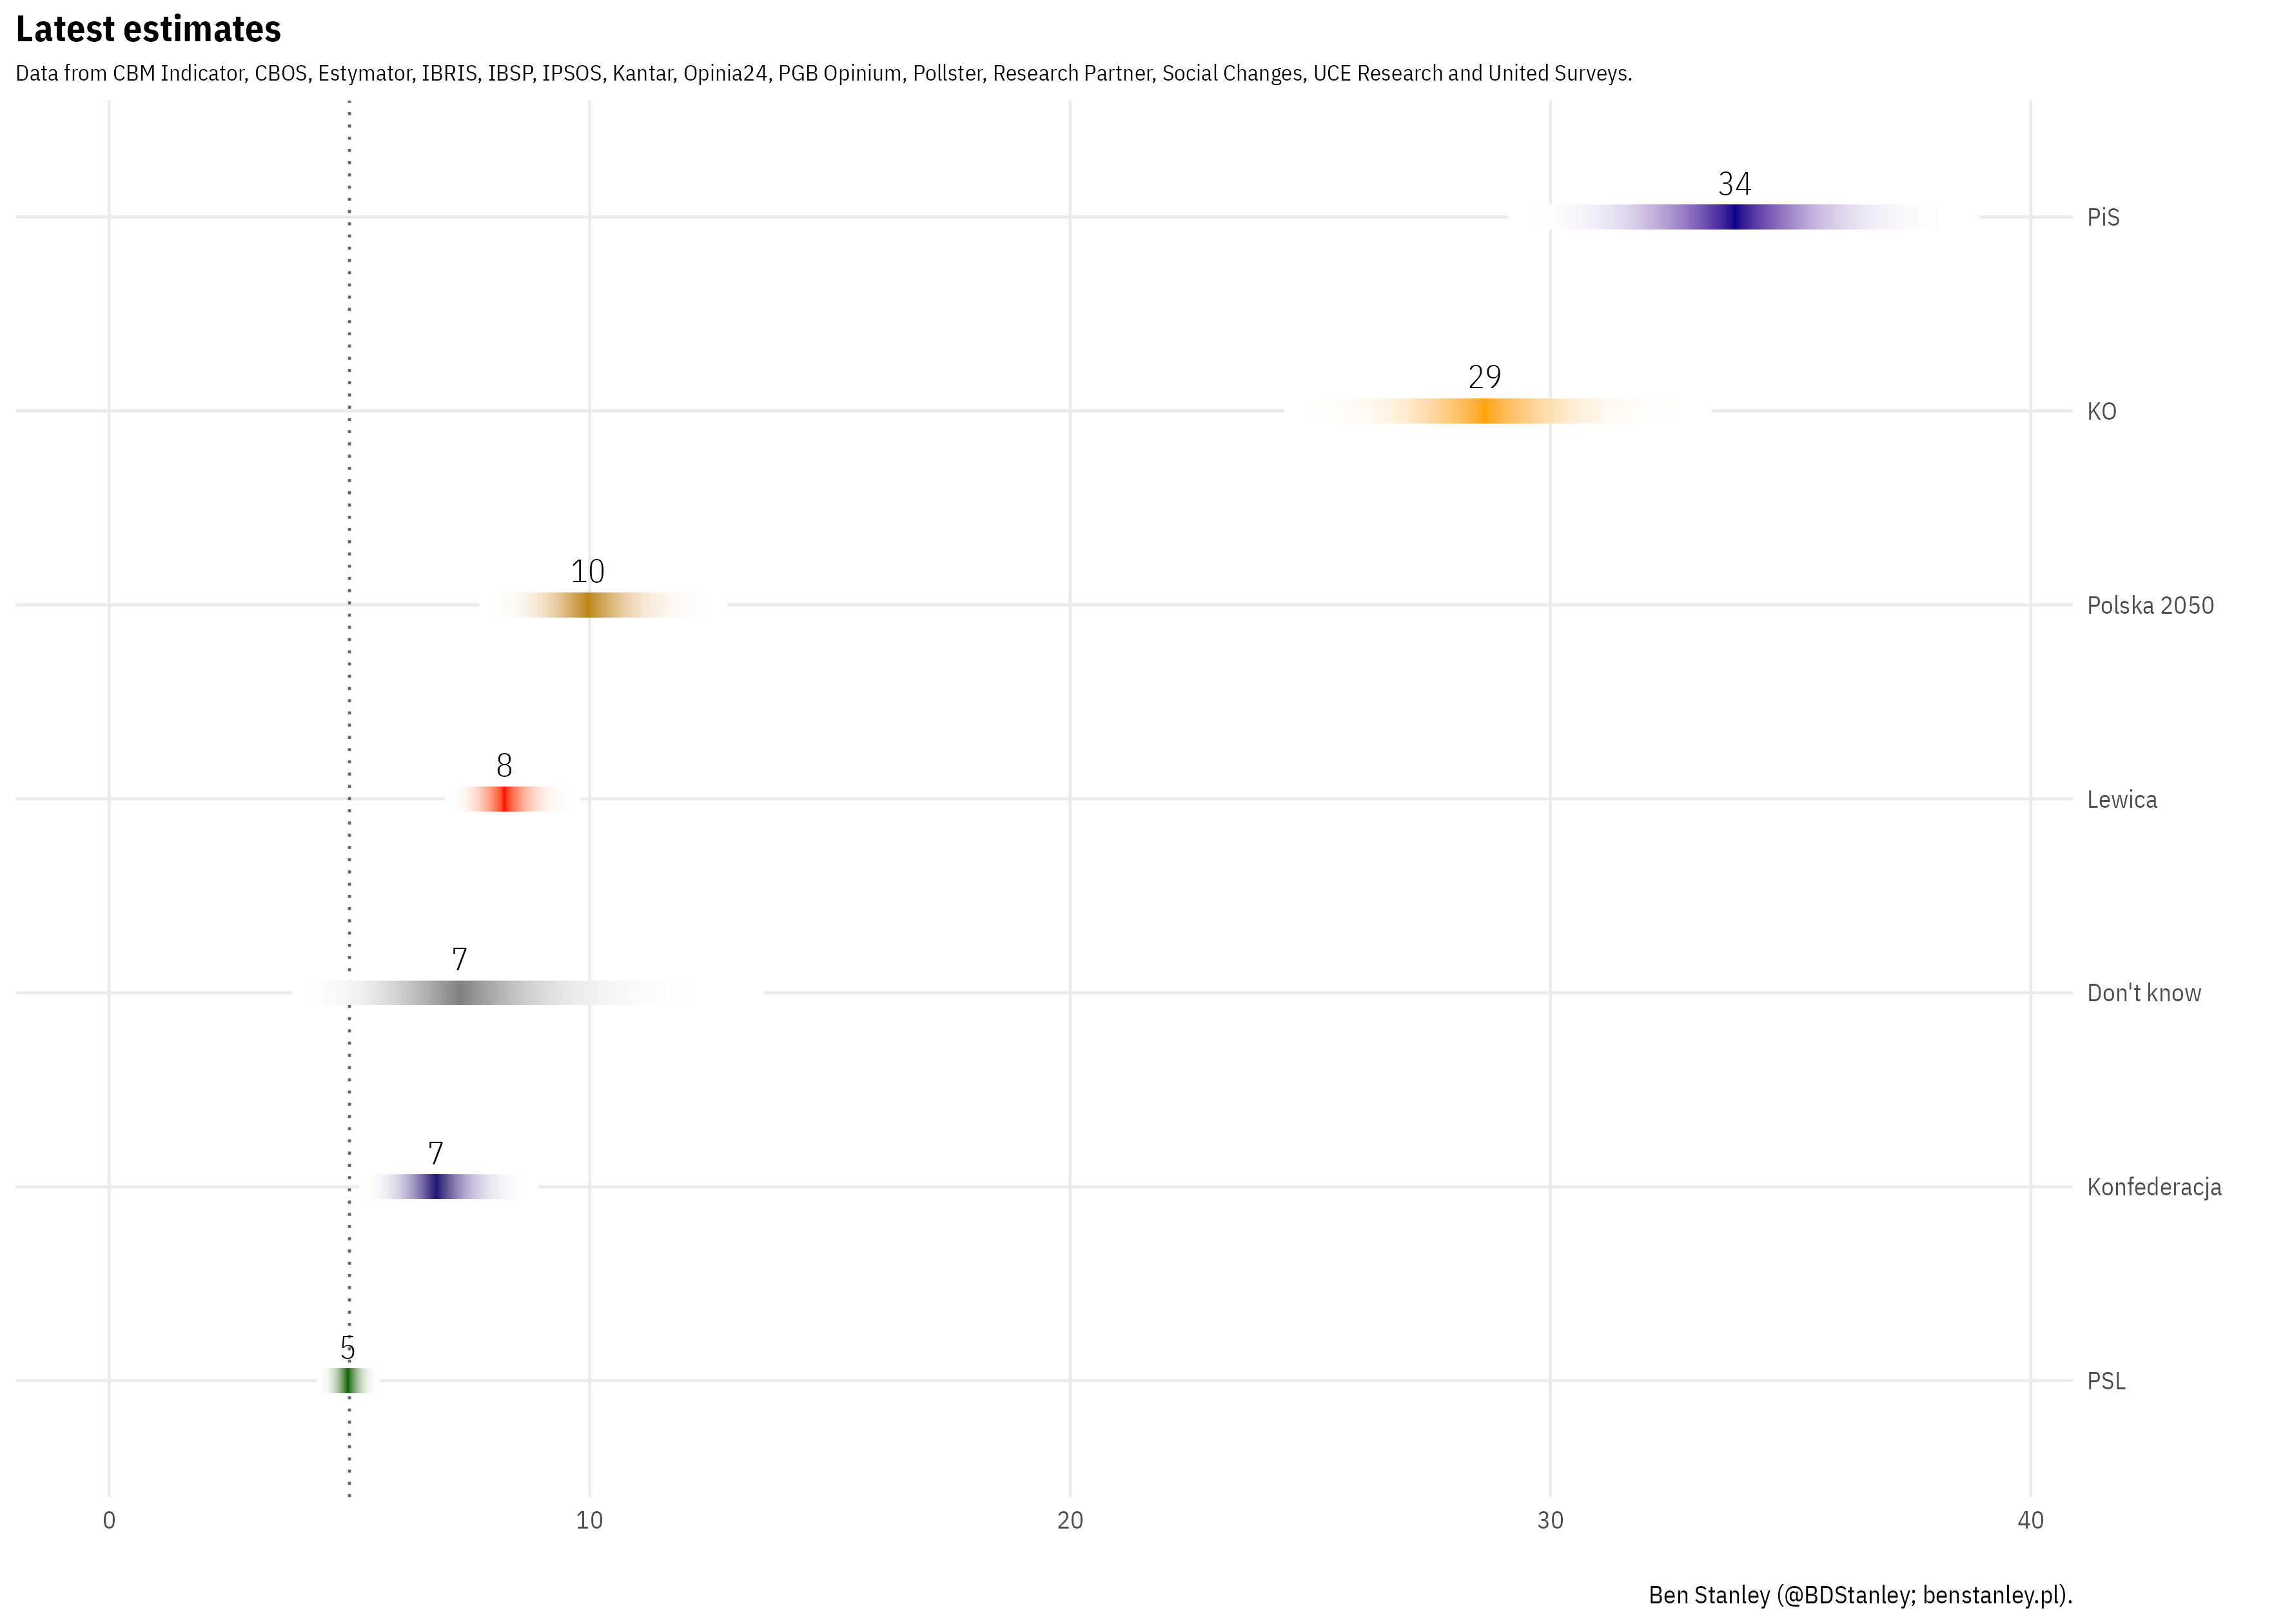 Latest estimates
Data from CBM Indicator, CBOS, Estymator, IBRIS, IBSP, IPSOS, Kantar, Opinia24, PGB Opinium, Pollster, Research Partner, Social Changes, UCE Research and United Surveys.
34
PiS
29
KO
10
Polska 2050
8
Lewica
7
Don't know
7
Konfederacja
5
PSL
0 10 20 30 40
Ben Stanley (@BDStanley; benstanley.pl).